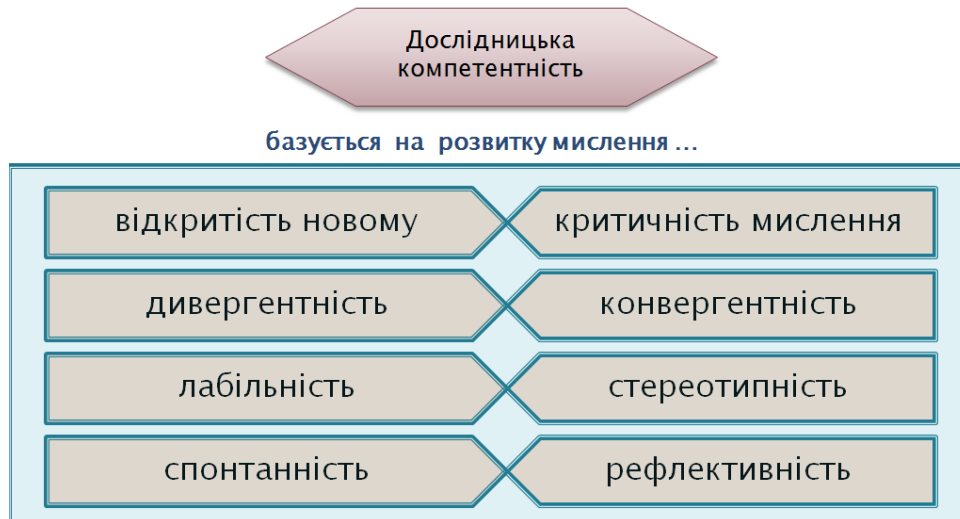 Дослідницька
компетентність
базується на розвитку мислення ...
відкритість новому
критичність мислення
дивергентність
конвергентність
лабільність
стереотипність
спонтанність
рефлективність